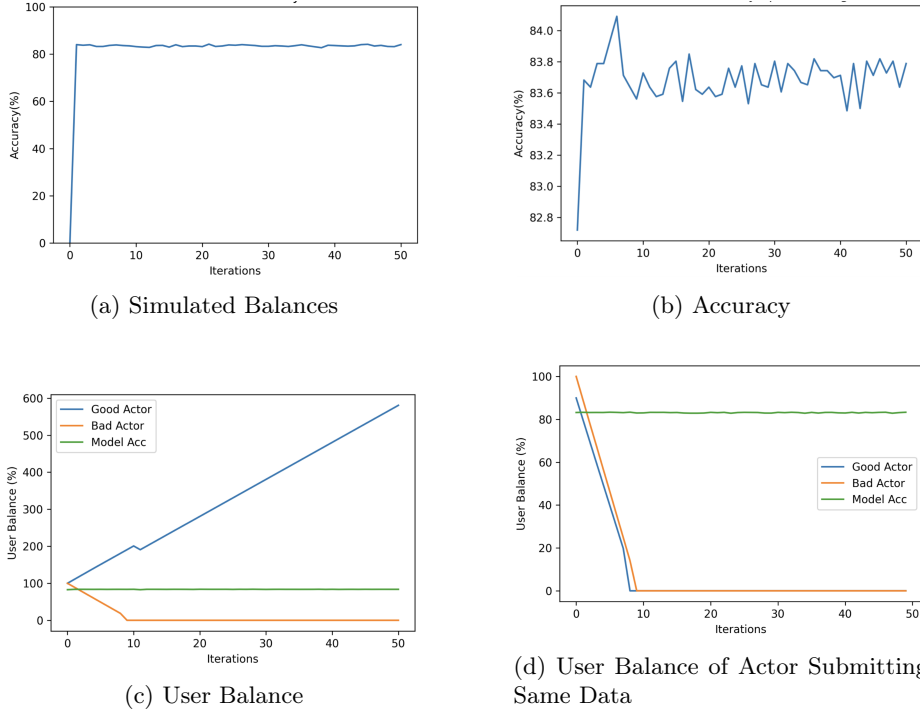 100
80
60
40
20
0
Accuracy(%)
0 10 20 30 40 50
Iterations
(a) Simulated Balances
84.0
83.8
83.6
83.4
83.2
83.0
82.8
Accuracy(%)
0 10 20 30 40 50
Iterations
(b) Accuracy
600
500
400
300
200
100
0
User Balance (%)
Good Actor
Bad Actor
Model Acc
0 10 20 30 40 50
Iterations
(c) User Balance
100
80
60
40
20
0
User Balance (%)
Good Actor
Bad Actor
Model Acc
0 10 20 30 40 50
Iterations
(d) User Balance of Actor Submitting
Same Data